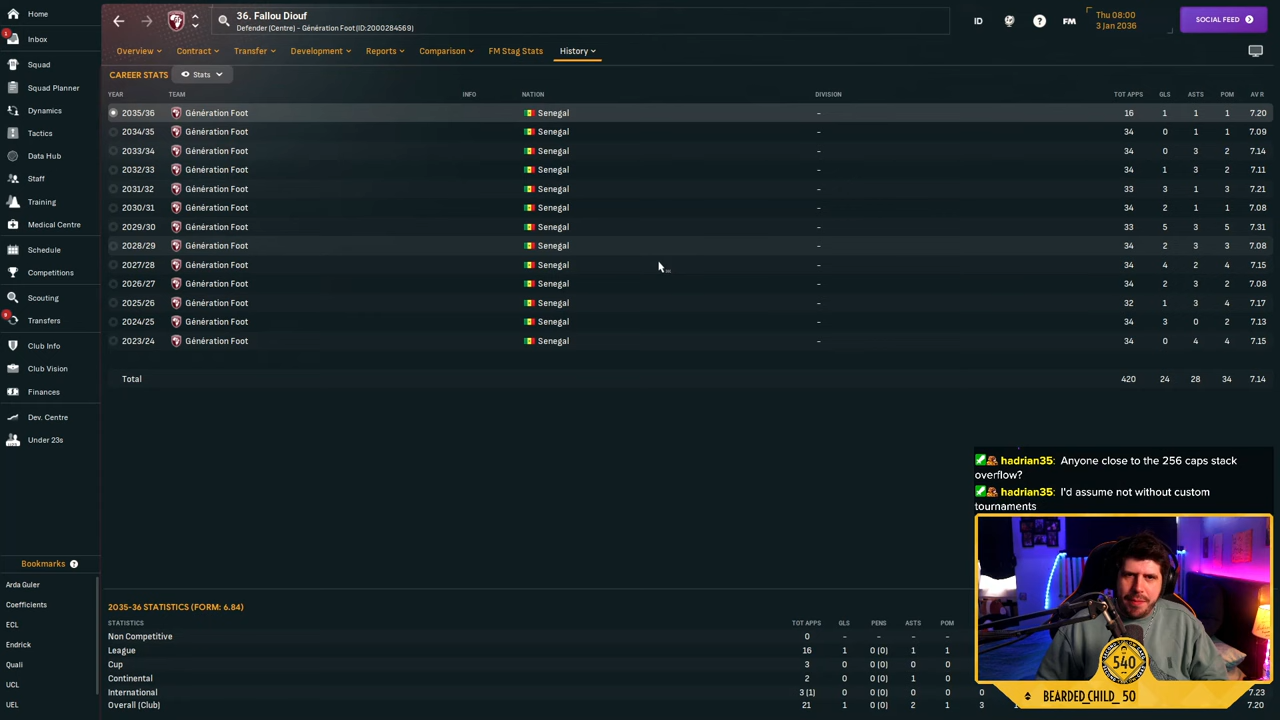 36. Fallou Diouf
Defender (Centre) - Génération Foot (ID:2000284569)
ID
?
FM
Thu 08:00
3 Jan 2036
SOCIAL FEED
Overview Contract Transfer Development Reports Comparison FM Stag Stats History
CAREER STATS Stats
YEAR TEAM INFO NATION DIVISION TOT APPS GLS ASTS POM AV R
2035/36 Génération Foot Senegal - 16 1 1 1 7.20
2034/35 Génération Foot Senegal - 34 0 1 1 7.09
2033/34 Génération Foot Senegal - 34 0 3 2 7.14
2032/33 Génération Foot Senegal - 34 1 3 2 7.11
2031/32 Génération Foot Senegal - 33 3 1 3 7.21
2030/31 Génération Foot Senegal - 34 2 1 1 7.08
2029/30 Génération Foot Senegal - 33 5 3 5 7.31
2028/29 Génération Foot Senegal - 34 2 3 3 7.08
2027/28 Génération Foot Senegal - 34 4 2 4 7.15
2026/27 Génération Foot Senegal - 34 2 3 2 7.08
2025/26 Génération Foot Senegal - 32 1 3 4 7.17
2024/25 Génération Foot Senegal - 34 3 0 2 7.13
2023/24 Génération Foot Senegal - 34 0 4 4 7.15
Total 420 24 28 34 7.14
Home
1
Inbox
Squad
Squad Planner
Dynamics
Tactics
Data Hub
Staff
Training
Medical Centre
Schedule
Competitions
Scouting
Transfers
Club Info
Club Vision
Finances
Dev. Centre
Under 23s
Bookmarks ?
Arda Guler
Coefficients
ECL
Endrick
Quali
UCL
UEL
2035-36 STATISTICS (FORM: 6.84)
STATISTICS TOT APPS GLS PENS ASTS POM
Non Competitive 0 - - - -
League 16 1 0 (0) 1 1
Cup 3 0 0 (0) 0 0
Continental 2 0 0 (0) 1 0
International 3 (1) 0 0 (0) 0 0 0 7.23
Overall (Club) 21 1 0 (0) 2 1 3 7.20
hadrian35: Anyone close to the 256 caps stack
overflow?
hadrian35: I'd assume not without custom
tournaments
540
BEARDED_CHILD_ 50